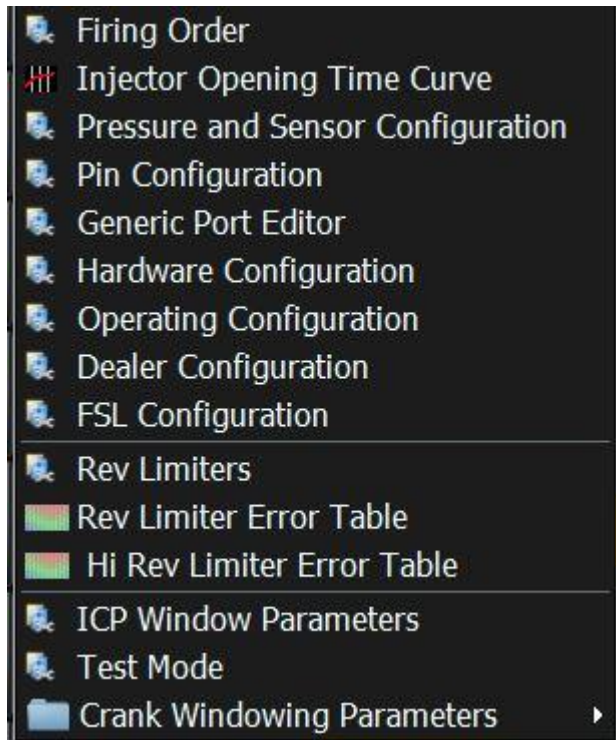 Firing Order
Injector Opening Time Curve
Pressure and Sensor Configuration
Pin Configuration
Generic Port Editor
Hardware Configuration
Operating Configuration
Dealer Configuration
FSL Configuration
Rev Limiters
Rev Limiter Error Table
Hi Rev Limiter Error Table
ICP Window Parameters
Test Mode
Crank Windowing Parameters